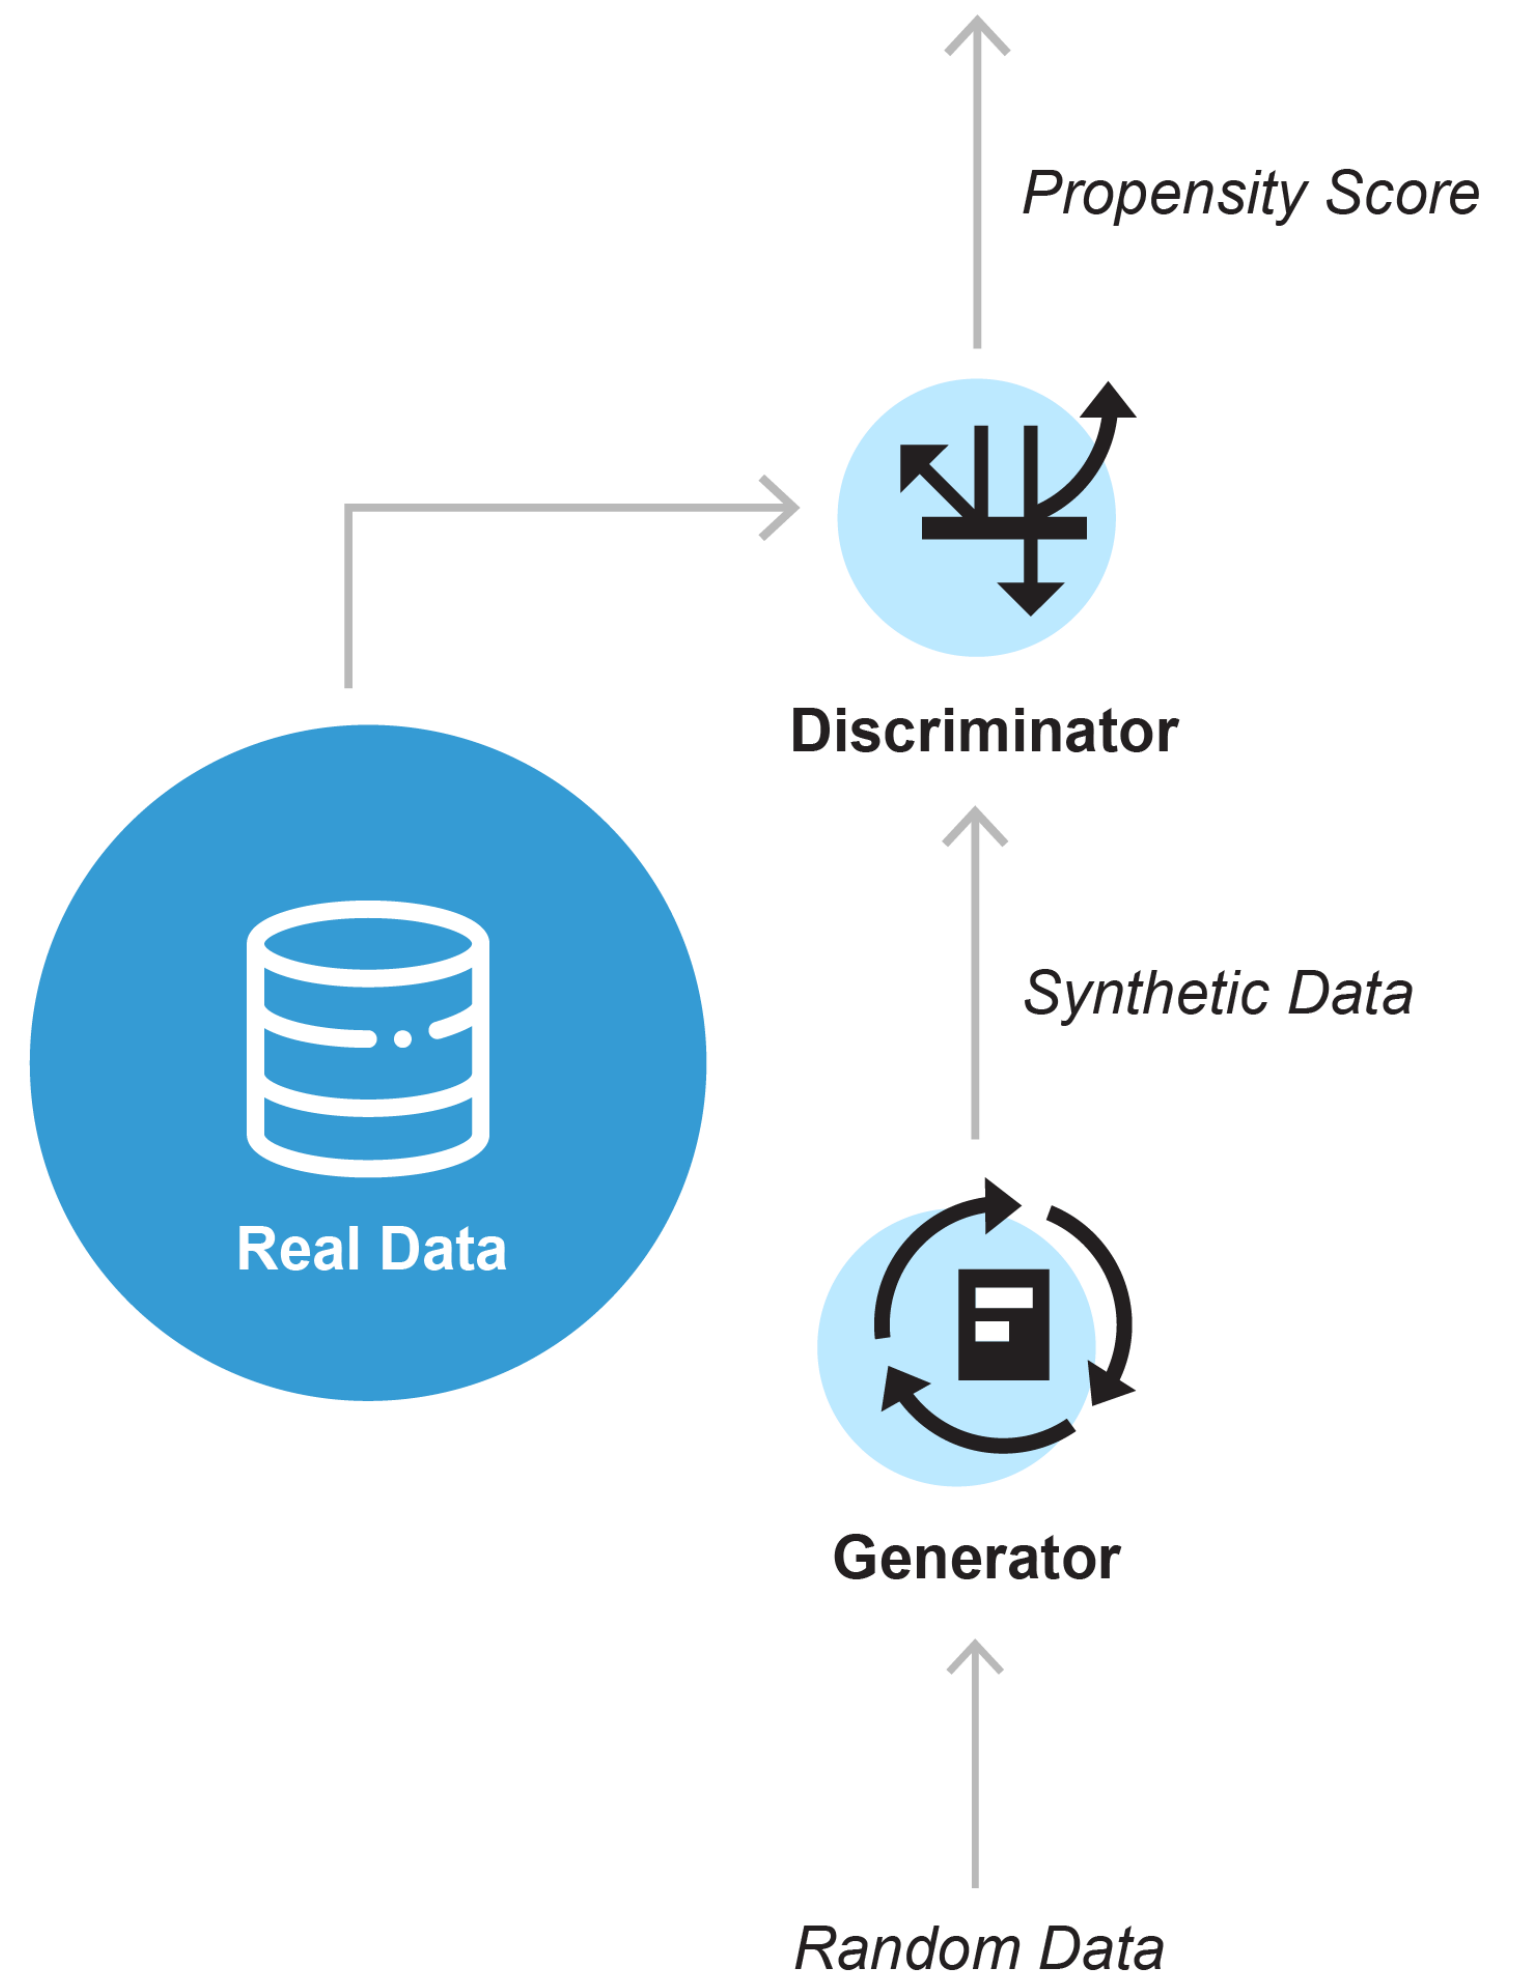 Propensity Score
Discriminator
Synthetic Data
Real Data
Generator
Random Data